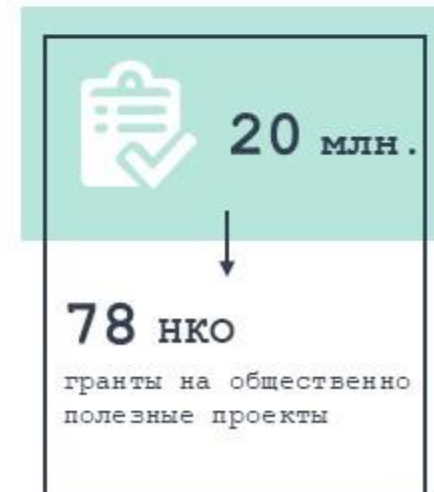 20 млн.
78 нко
гранты на общественно
полезные проекты